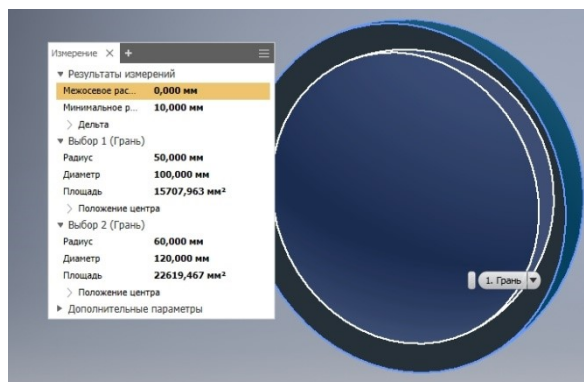 Измерение × +
Результаты измерений
Межосевое рас... 0,000 мм
Минимальное р... 10,000 мм
Дельта
Выбор 1 (Грань)
Радиус 50,000 мм
Диаметр 100,000 мм
Площадь 15707,963 мм²
Положение центра
Выбор 2 (Грань)
Радиус 60,000 мм
Диаметр 120,000 мм
Площадь 22619,467 мм²
Положение центра
Дополнительные параметры
1. Грань